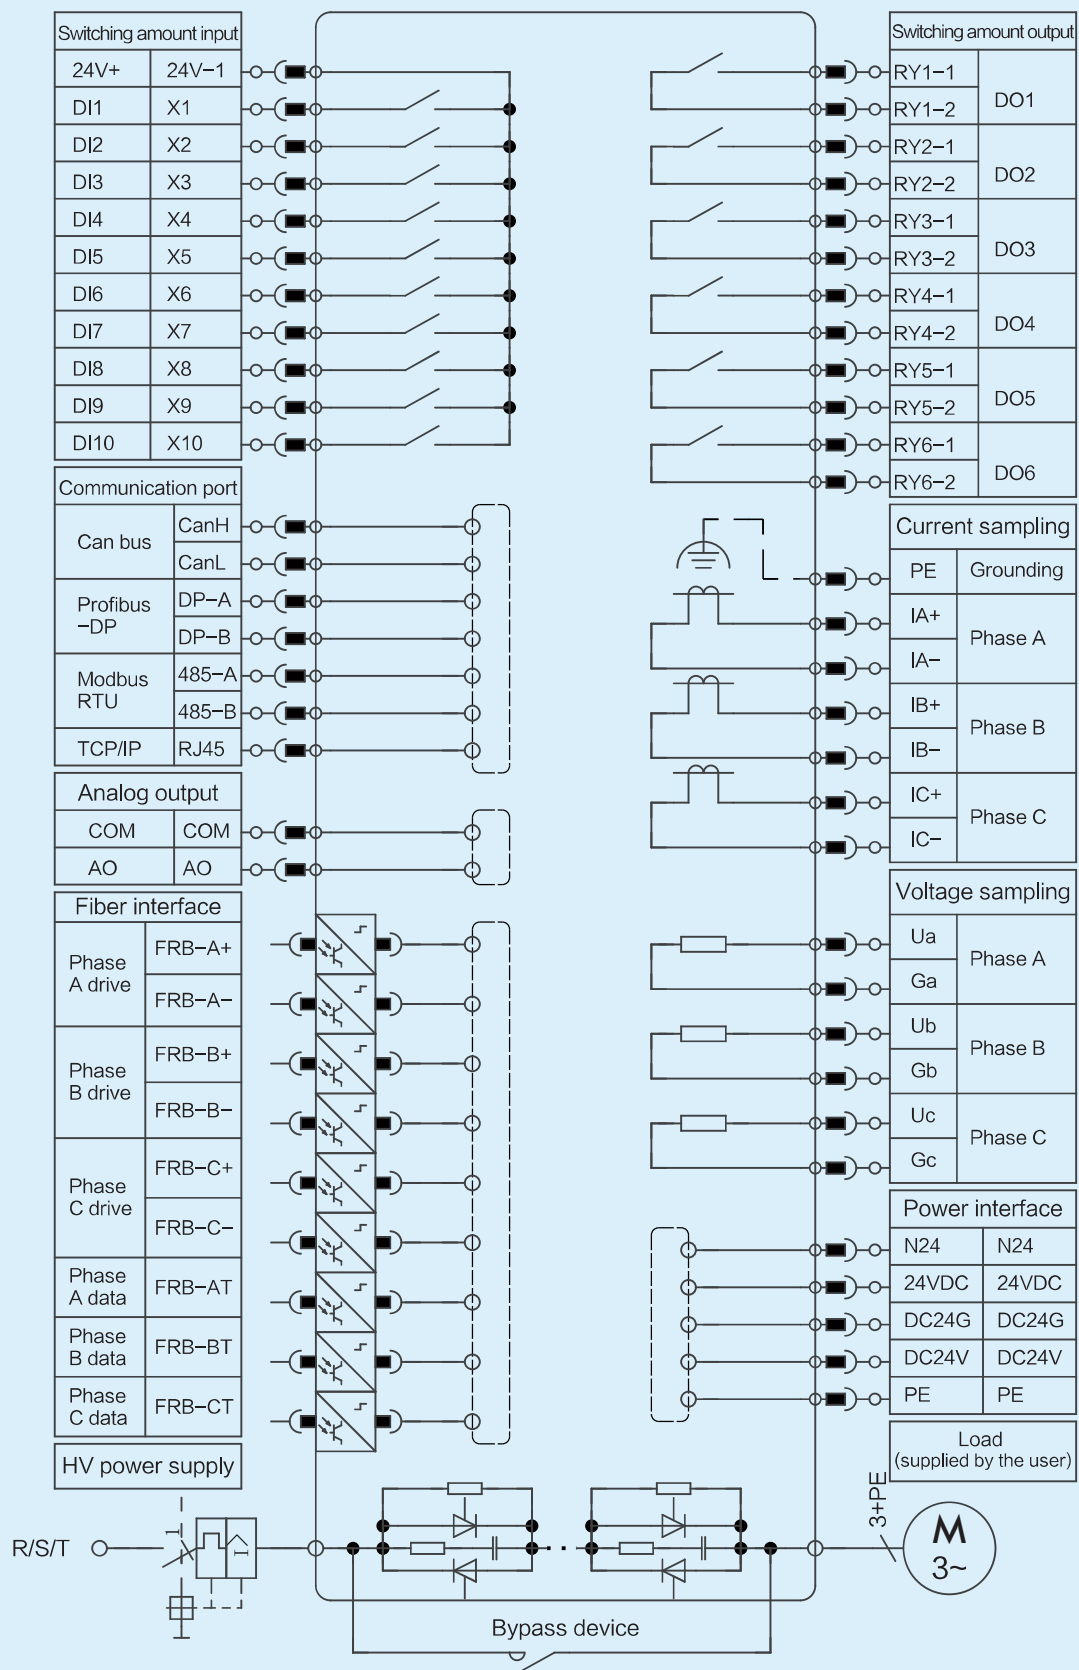 Switching amount input
24V+ 24V-1
DI1 X1
DI2 X2
DI3 X3
DI4 X4
DI5 X5
DI6 X6
DI7 X7
DI8 X8
DI9 X9
DI10 X10
Communication port
Can bus
CanH
CanL
Profibus
-DP
DP-A
DP-B
Modbus
RTU
485-A
485-B
TCP/IP RJ45
Analog output
COM COM
AO AO
Fiber interface
Phase
A drive
FRB-A+
FRB-A-
Phase
B drive
FRB-B+
FRB-B-
Phase
C drive
FRB-C+
FRB-C-
Phase
A data
FRB-AT
Phase
B data
FRB-BT
Phase
C data
FRB-CT
HV power supply
R/S/T
1
I>
Switching amount output
RY1-1
RY1-2
DO1
RY2-1
RY2-2
DO2
RY3-1
RY3-2
DO3
RY4-1
RY4-2
DO4
RY5-1
RY5-2
DO5
RY6-1
RY6-2
DO6
Current sampling
PE Grounding
IA+
IA-
Phase A
IB+
IB-
Phase B
IC+
IC-
Phase C
Voltage sampling
Ua
Ga
Phase A
Ub
Gb
Phase B
Uc
Gc
Phase C
Power interface
N24 N24
24VDC 24VDC
DC24G DC24G
DC24V DC24V
PE PE
Load
(supplied by the user)
3+PE
M
3~
Bypass device